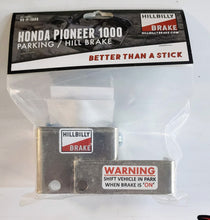 HONDA PIONEER 1000
PARKING / HILL BRAKE
HILLBILLY
BRAKE
BETTER THAN A STICK
HILLBILLY
BRAKE
WARNING
SHIFT VEHICLE IN PARK
WHEN BRAKE IS "ON"